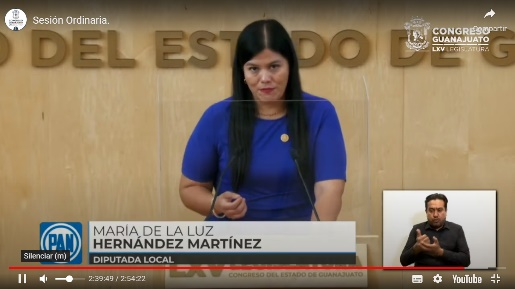 Sesión Ordinaria.
CONGRESO
GUANAJUATO
LXV LEGISLATURA
DO DEL ESTADO DE G
PAN
MARÍA DE LA LUZ
HERNÁNDEZ MARTÍNEZ
DIPUTADA LOCAL
Silenciar (m)
CONGRESO DEL ESTADO DE GUANAJUATO
2:39:49 / 2:54:22
YouTube